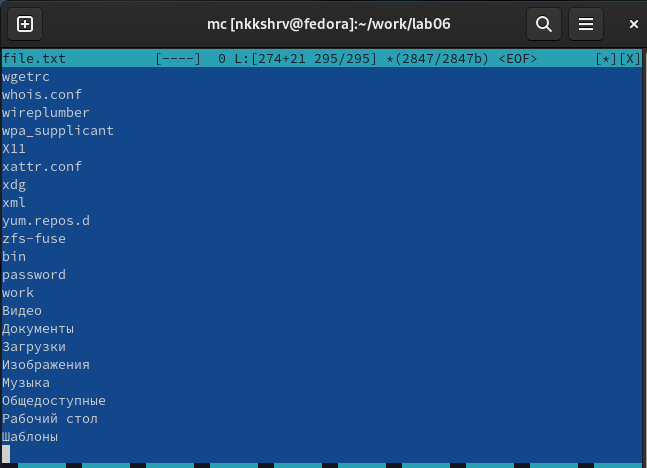 mc [nkkshrv@fedora]:~/work/lab06
file.txt [----] 0 L:[274+21 295/295] *(2847/2847b) <EOF> [*][X]
wgetrc
whois.conf
wireplumber
wpa_supplicant
X11
xattr.conf
xdg
xml
yum.repos.d
zfs-fuse
bin
password
work
Видео
Документы
Загрузки
Изображения
Музыка
Общедоступные
Рабочий стол
Шаблоны